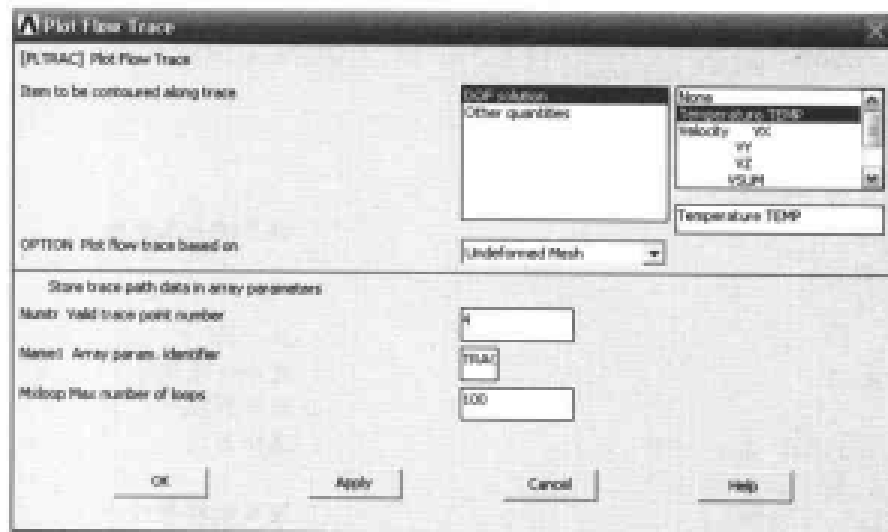 Plot Flow Trace
[PLTRAC] Plot Flow Trace
Item to be contoured along trace
DOF solution
Other quantities
None
Temperature TEMP
Velocity VX
VY
VZ
VSUM
Temperature TEMP
OPTION Plot flow trace based on
Undeformed Mesh
Store trace path data in array parameters
Numtr Valid trace point number
4
Name1 Array param. identifier
TRAC
Mxloop Max number of loops
100
OK
Apply
Cancel
Help